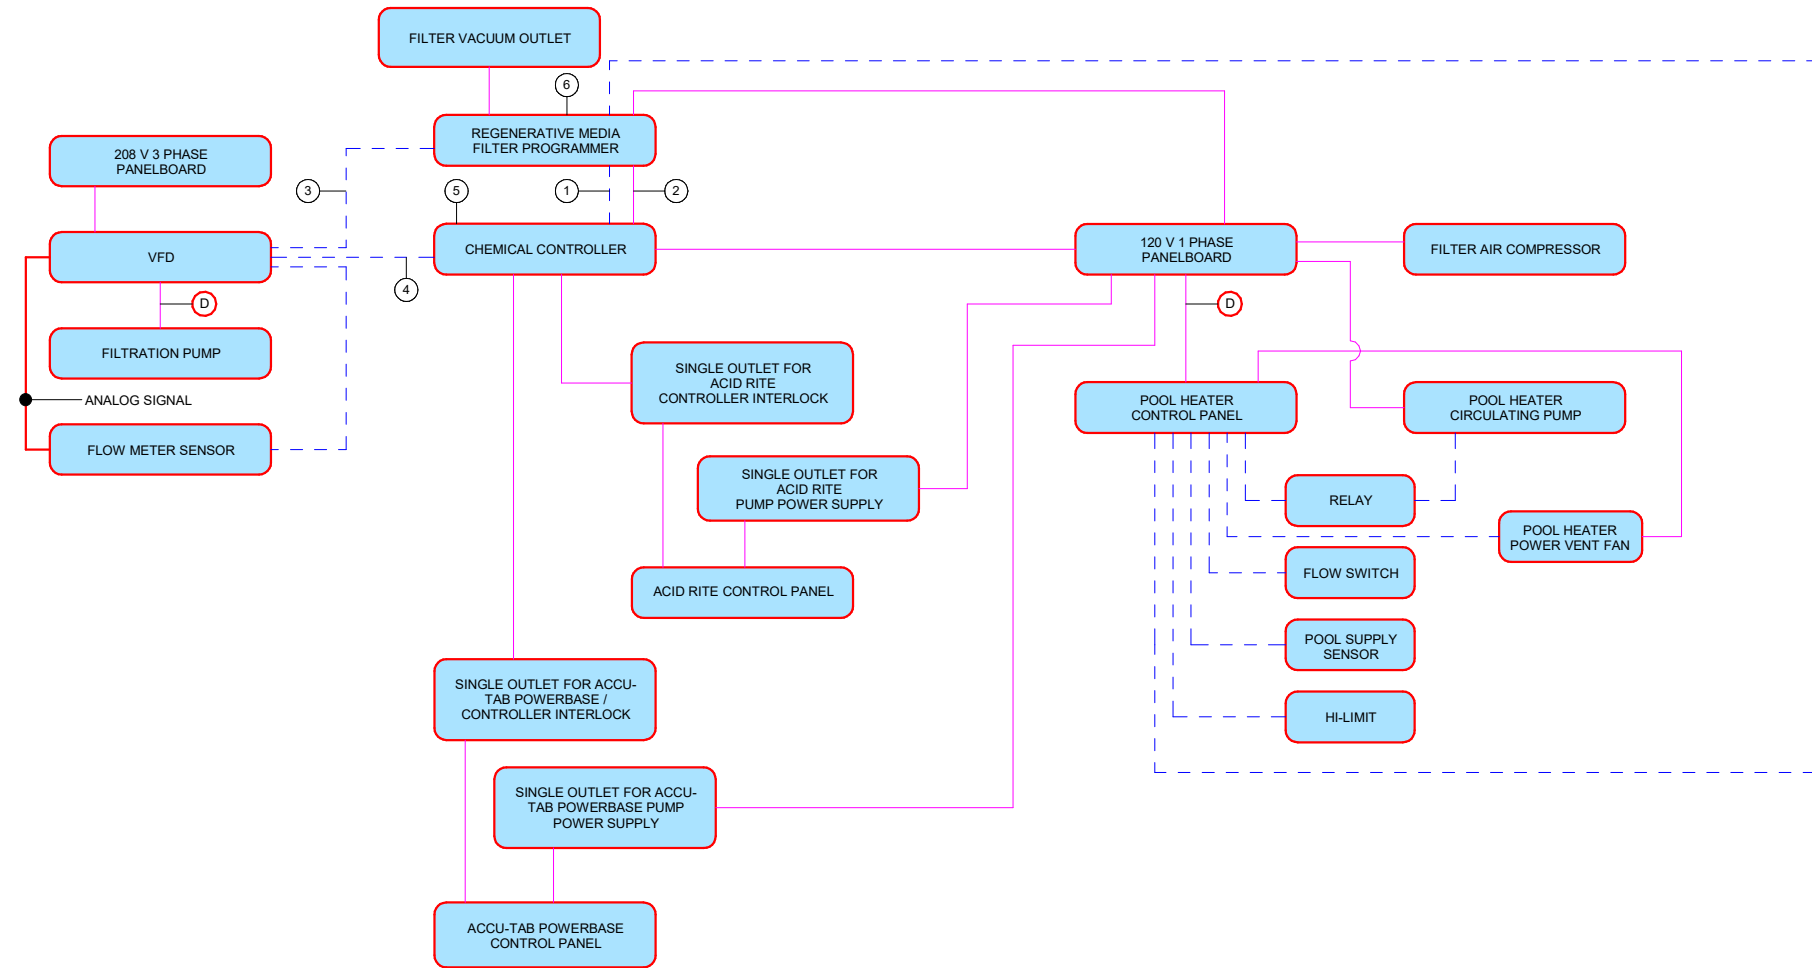 FILTER VACUUM OUTLET
6
REGENERATIVE MEDIA
FILTER PROGRAMMER
208 V 3 PHASE
PANELBOARD
3
5
1
2
VFD
CHEMICAL CONTROLLER
120 V 1 PHASE
PANELBOARD
FILTER AIR COMPRESSOR
4
D
D
FILTRATION PUMP
SINGLE OUTLET FOR
ACID RITE
CONTROLLER INTERLOCK
ANALOG SIGNAL
POOL HEATER
CONTROL PANEL
POOL HEATER
CIRCULATING PUMP
FLOW METER SENSOR
SINGLE OUTLET FOR
ACID RITE
PUMP POWER SUPPLY
RELAY
POOL HEATER
POWER VENT FAN
FLOW SWITCH
ACID RITE CONTROL PANEL
POOL SUPPLY
SENSOR
SINGLE OUTLET FOR ACCU-
TAB POWERBASE /
CONTROLLER INTERLOCK
HI-LIMIT
SINGLE OUTLET FOR ACCU-
TAB POWERBASE PUMP
POWER SUPPLY
ACCU-TAB POWERBASE
CONTROL PANEL